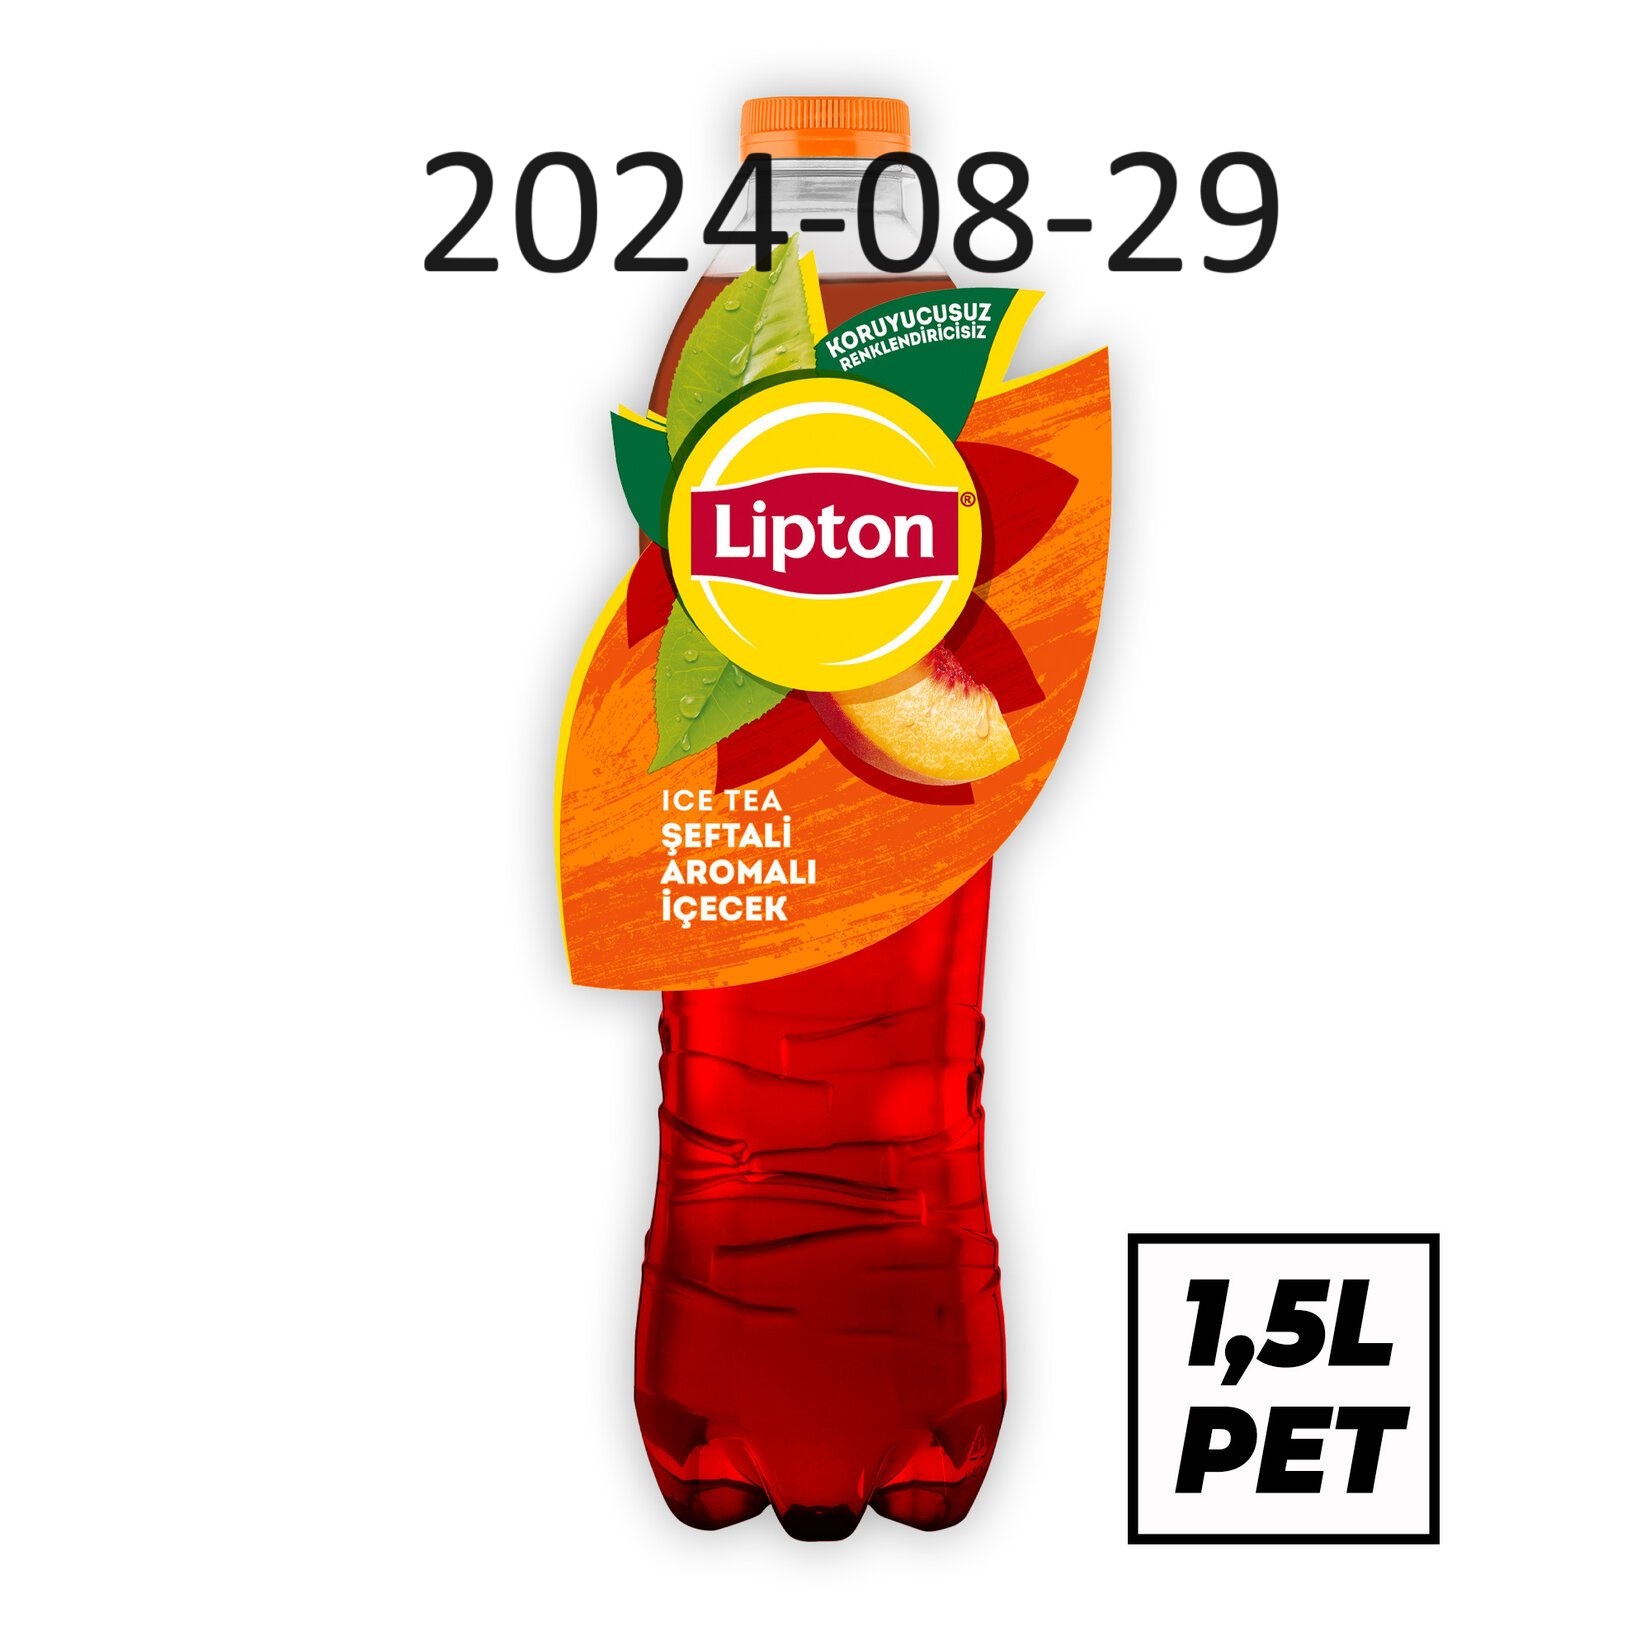 2024-08-29
KORUYUCUSUZ
RENKLENDİRİCİSİZ
Lipton®
ICE TEA
ŞEFTALİ
AROMALI
İÇECEK
1,5L
PET